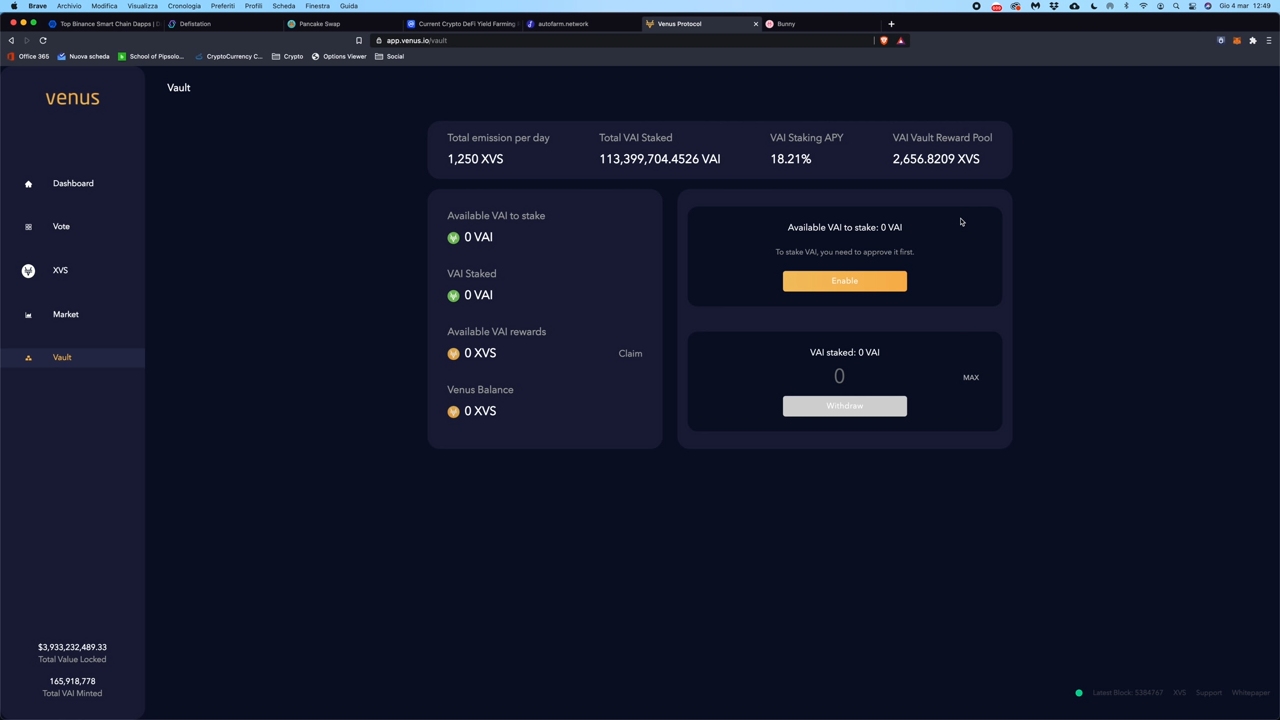 Brave Archivio Modifica Visualizza Cronologia Preferiti Profili Scheda Finestra Guida Gio 4 mar 12:49
Top Binance Smart Chain Dapps | D Defistation Pancake Swap Current Crypto DeFi Yield Farming autofarm.network Venus Protocol Bunny
app.venus.io/vault
Office 365 Nuova scheda School of Pipsolo... CryptoCurrency C... Crypto Options Viewer Social
venus
Vault
Dashboard
Vote
XVS
Market
Vault
$3,933,232,489.33
Total Value Locked
165,918,778
Total VAI Minted
Total emission per day
1,250 XVS
Total VAI Staked
113,399,704.4526 VAI
VAI Staking APY
18.21%
VAI Vault Reward Pool
2,656.8209 XVS
Available VAI to stake
0 VAI
VAI Staked
0 VAI
Available VAI rewards
0 XVS Claim
Venus Balance
0 XVS
Available VAI to stake: 0 VAI
To stake VAI, you need to approve it first.
Enable
VAI staked: 0 VAI
0 MAX
Withdraw
Latest Block: 5384767 XVS Support Whitepaper